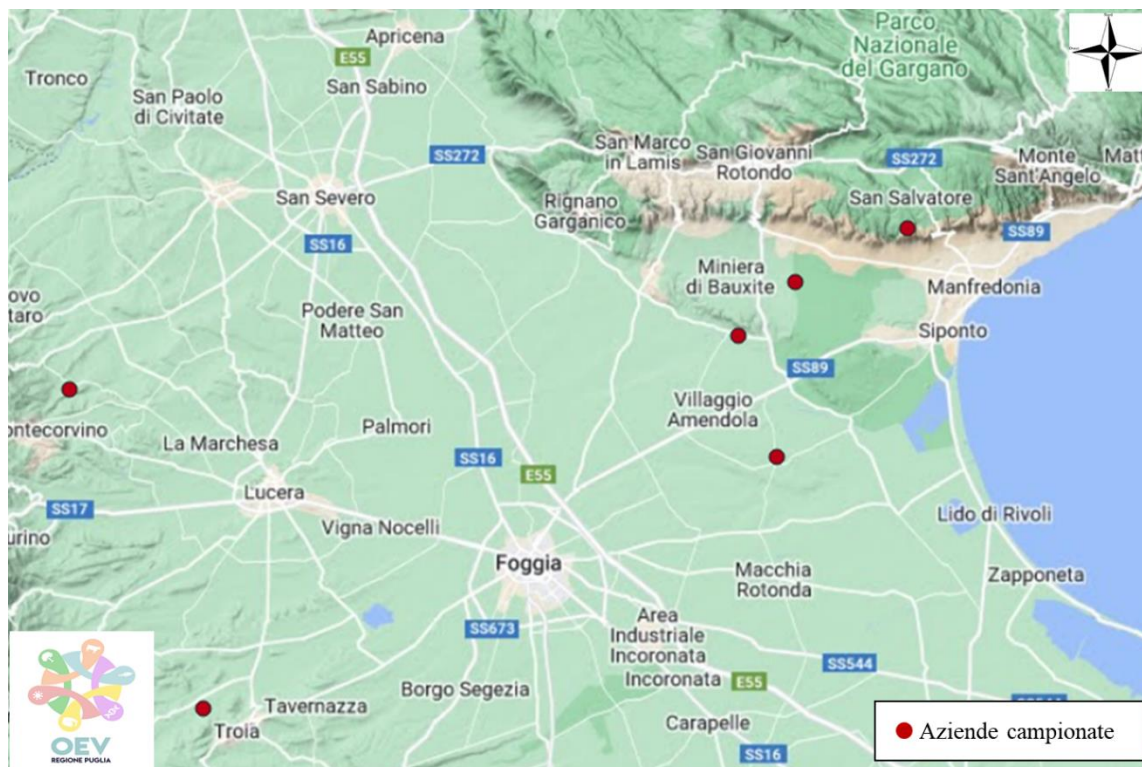 Apricena
Parco
Nazionale
del Gargano
E55
Tronco
San Sabino
San Paolo
di Civitate
SS272
San Marco
in Lamis
San Giovanni
Rotondo
SS272
Monte
Sant'Angelo
Matt
San Severo
Rignano
Garganico
San Salvatore
SS16
SS89
Miniera
di Bauxite
Manfredonia
ovo
taro
Podere San
Matteo
Siponto
SS89
Villaggio
Amendola
ontecorvino
La Marchesa
Palmori
SS16
E55
Lucera
SS17
Vigna Nocelli
Lido di Rivoli
urino
Foggia
Macchia
Rotonda
Zapponeta
Area
Industriale
Incoronata
SS673
Incoronata
SS544
E55
Borgo Segezia
Tavernazza
Troia
Carapelle
SS16
OEV
REGIONE PUGLIA
Aziende campionate